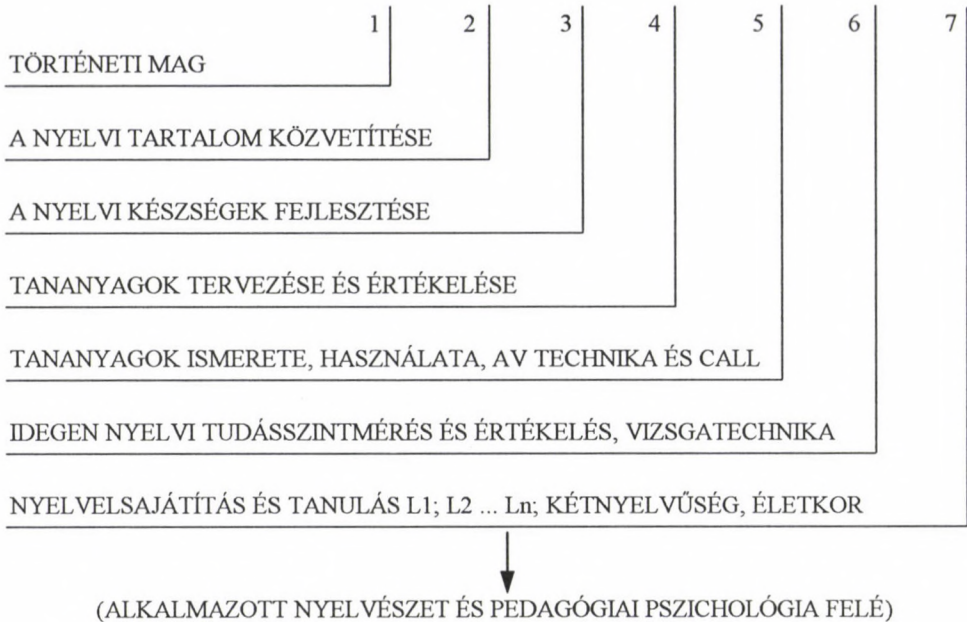 1 2 3 4 5 6 7
TÖRTÉNETI MAG
A NYELVI TARTALOM KÖZVETÍTÉSE
A NYELVI KÉSZSÉGEK FEJLESZTÉSE
TANANYAGOK TERVEZÉSE ÉS ÉRTÉKELÉSE
TANANYAGOK ISMERETE, HASZNÁLATA, AV TECHNIKA ÉS CALL
IDEGEN NYELVI TUDÁSSZINTMÉRÉS ÉS ÉRTÉKELÉS, VIZSGATECHNIKA
NYELVELSAJÁTÍTÁS ÉS TANULÁS L1; L2 ... Ln; KÉTNYELVŰSÉG, ÉLETKOR
(ALKALMAZOTT NYELVÉSZET ÉS PEDAGÓGIAI PSZICHOLÓGIA FELÉ)